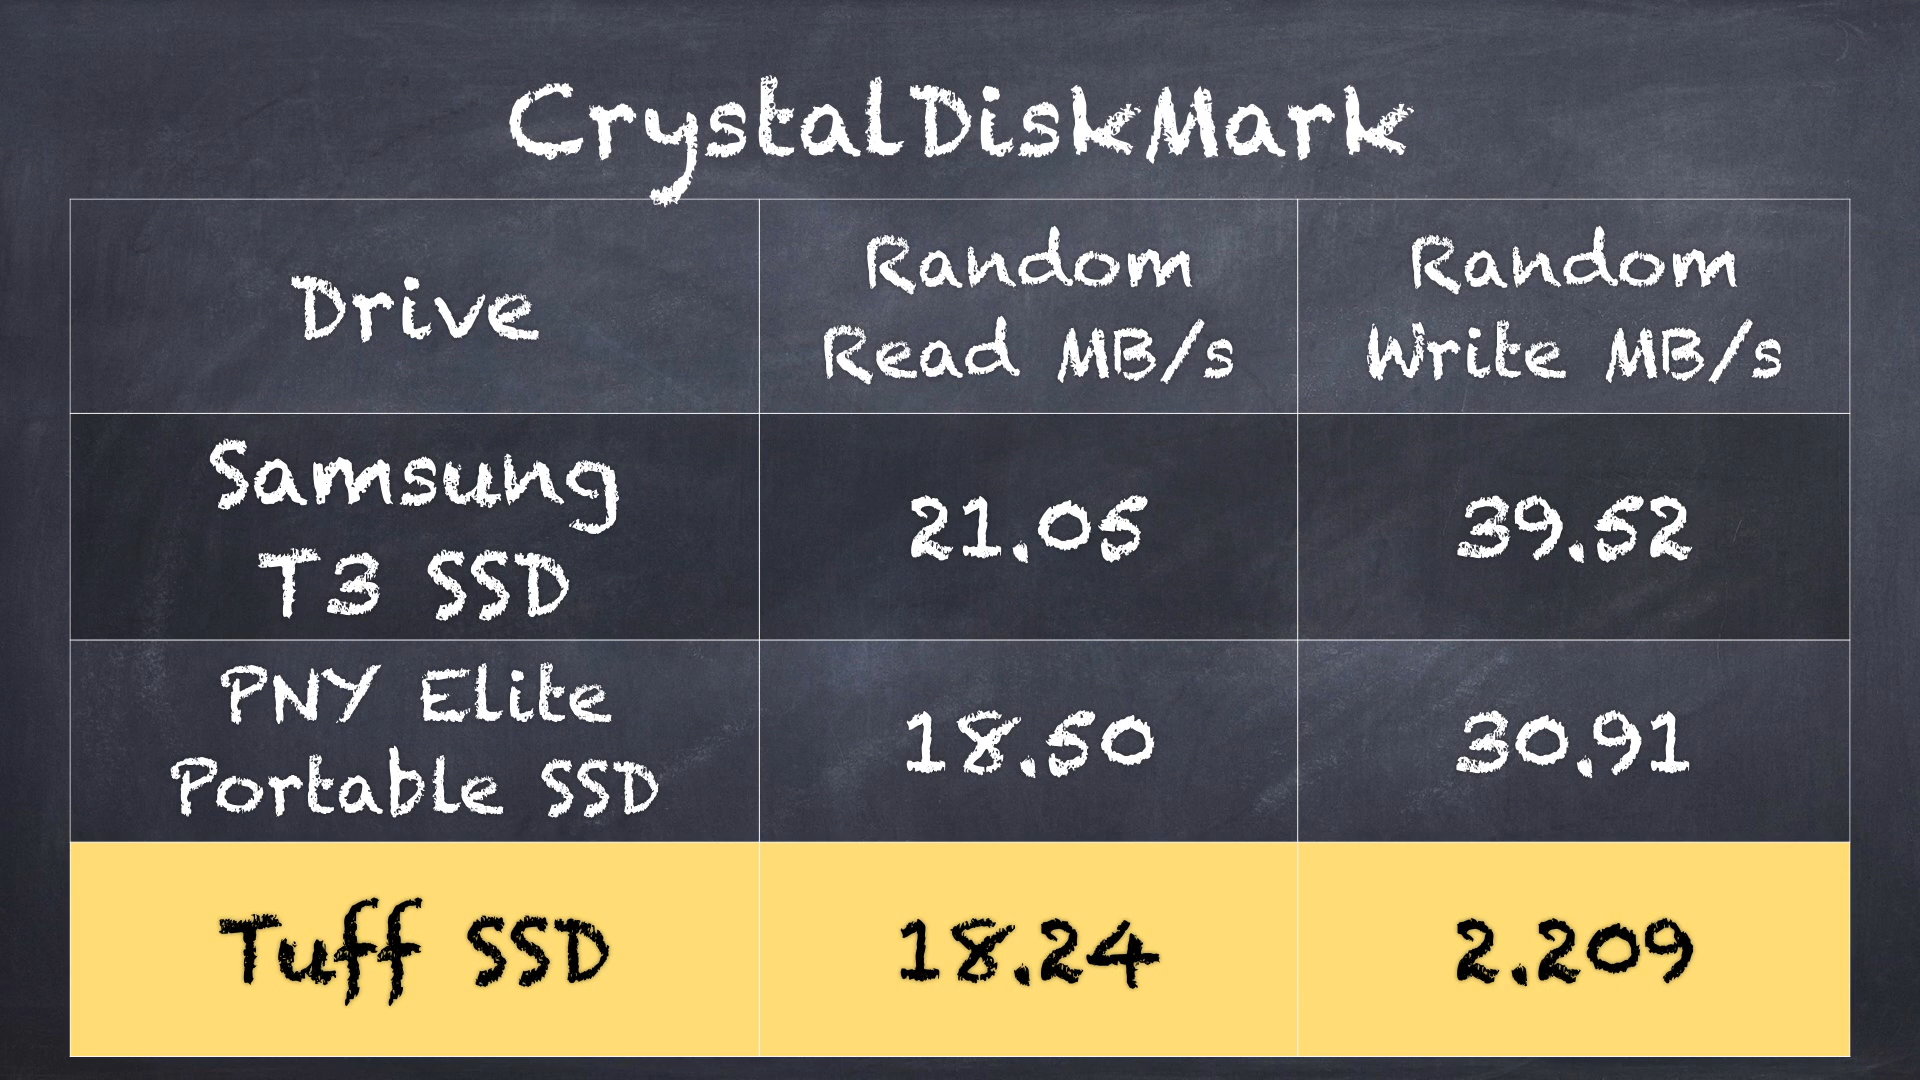 CrystalDiskMark
Drive
Random
Read MB/s
Random
Write MB/s
Samsung
T3 SSD
21.05
39.52
PNY Elite
Portable SSD
18.50
30.91
Tuff SSD
18.24
2.209